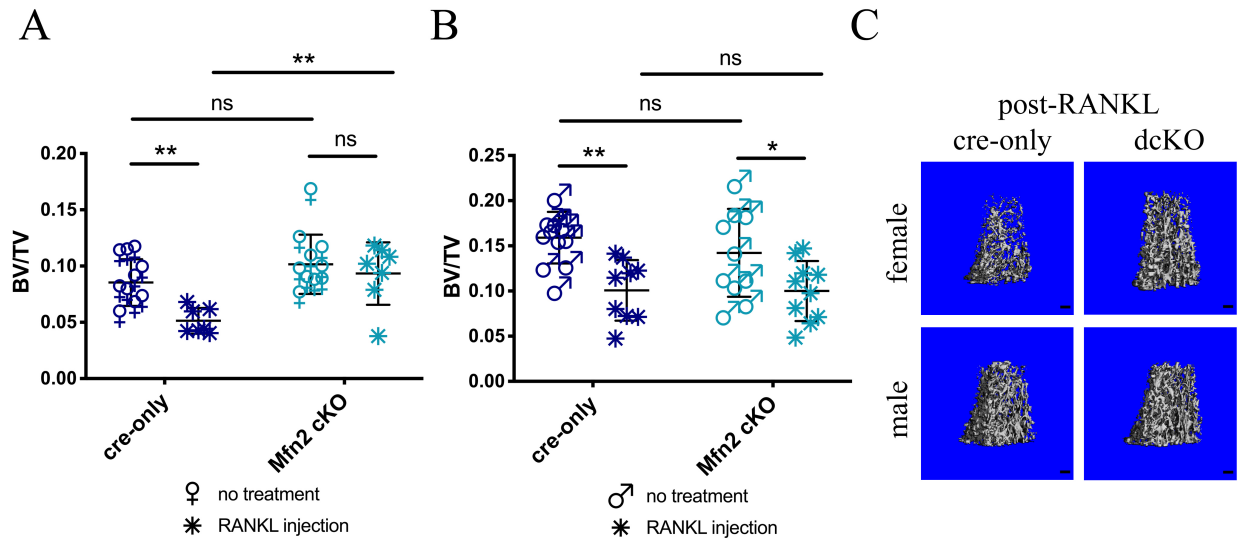 A
**
ns
**
ns
0.20
0.15
0.10
0.05
0.00
BV/TV
cre-only
Mfn2 cKO
♀ no treatment
✳ RANKL injection
B
ns
ns
**
*
0.25
0.20
0.15
0.10
0.05
0.00
BV/TV
cre-only
Mfn2 cKO
♂ no treatment
✳ RANKL injection
C
post-RANKL
cre-only dcKO
female
male